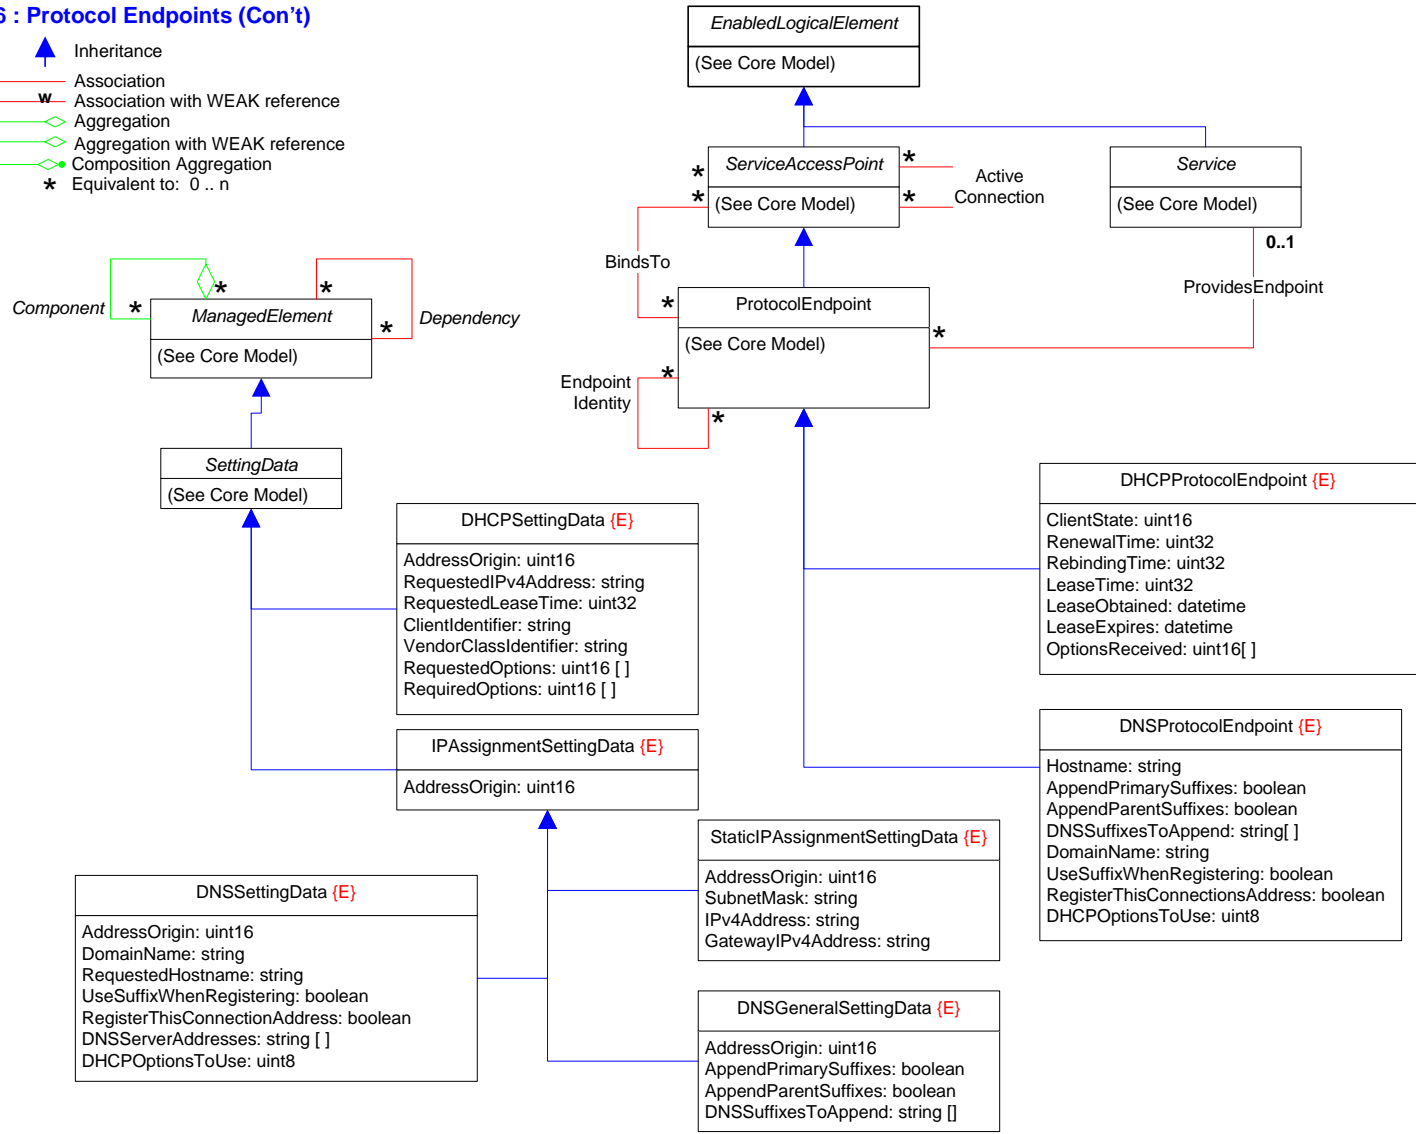 6 : Protocol Endpoints (Con't)
Inheritance
Association
w Association with WEAK reference
Aggregation
Aggregation with WEAK reference
Composition Aggregation
* Equivalent to: 0 .. n
EnabledLogicalElement
(See Core Model)
ServiceAccessPoint
(See Core Model)
*
*
*
*
Active
Connection
Service
(See Core Model)
0..1
ProvidesEndpoint
BindsTo
*
ProtocolEndpoint
(See Core Model)
*
*
*
Endpoint
Identity
Component
*
*
*
*
ManagedElement
(See Core Model)
Dependency
SettingData
(See Core Model)
DHCPSettingData {E}
AddressOrigin: uint16
RequestedIPv4Address: string
RequestedLeaseTime: uint32
ClientIdentifier: string
VendorClassIdentifier: string
RequestedOptions: uint16 [ ]
RequiredOptions: uint16 [ ]
DHCPProtocolEndpoint {E}
ClientState: uint16
RenewalTime: uint32
RebindingTime: uint32
LeaseTime: uint32
LeaseObtained: datetime
LeaseExpires: datetime
OptionsReceived: uint16[ ]
IPAssignmentSettingData {E}
AddressOrigin: uint16
DNSProtocolEndpoint {E}
Hostname: string
AppendPrimarySuffixes: boolean
AppendParentSuffixes: boolean
DNSSuffixesToAppend: string[ ]
DomainName: string
UseSuffixWhenRegistering: boolean
RegisterThisConnectionsAddress: boolean
DHCPOptionsToUse: uint8
StaticIPAssignmentSettingData {E}
AddressOrigin: uint16
SubnetMask: string
IPv4Address: string
GatewayIPv4Address: string
DNSSettingData {E}
AddressOrigin: uint16
DomainName: string
RequestedHostname: string
UseSuffixWhenRegistering: boolean
RegisterThisConnectionAddress: boolean
DNSServerAddresses: string [ ]
DHCPOptionsToUse: uint8
DNSGeneralSettingData {E}
AddressOrigin: uint16
AppendPrimarySuffixes: boolean
AppendParentSuffixes: boolean
DNSSuffixesToAppend: string []